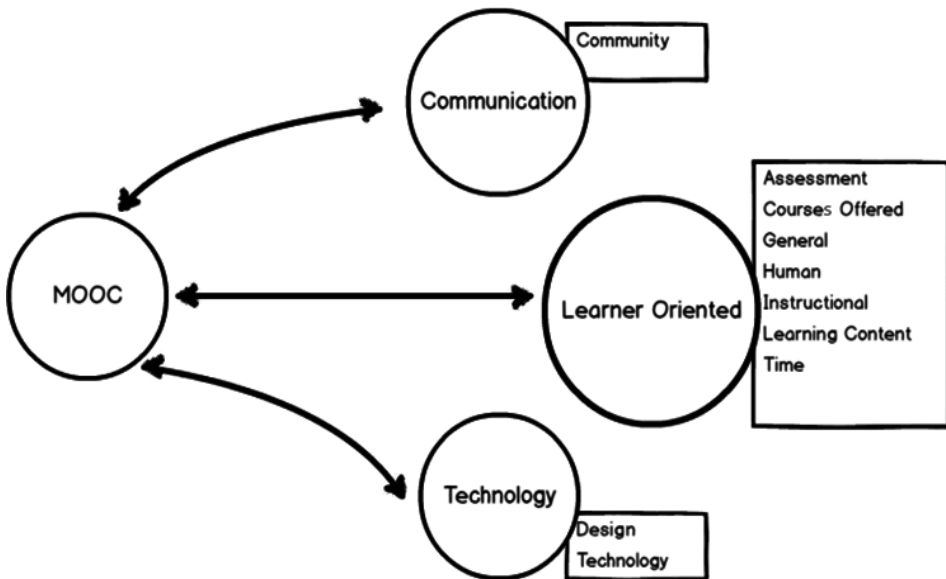 Community
Communication
MOOC
Learner Oriented
Assessment
Courses Offered
General
Human
Instructional
Learning Content
Time
Technology
Design
Technology